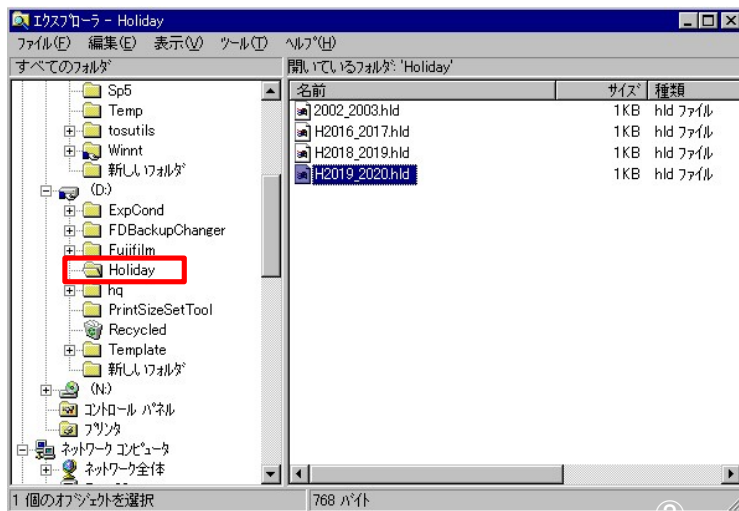 エクスプローラ - Holiday
ファイル(F) 編集(E) 表示(V) ツール(T) ヘルプ(H)
すべてのフォルダ
開いているフォルダ: 'Holiday'
Sp5
Temp
tosutils
Winnt
新しいフォルダ
(D:)
ExpCond
FDBackupChanger
Fujifilm
Holiday
hq
PrintSizeSetTool
Recycled
Template
新しいフォルダ
(N:)
コントロール パネル
プリンタ
ネットワーク コンピュータ
ネットワーク全体
名前 サイズ 種類
2002_2003.hld 1KB hld ファイル
H2016_2017.hld 1KB hld ファイル
H2018_2019.hld 1KB hld ファイル
H2019_2020.hld 1KB hld ファイル
1 個のオブジェクトを選択 768 バイト